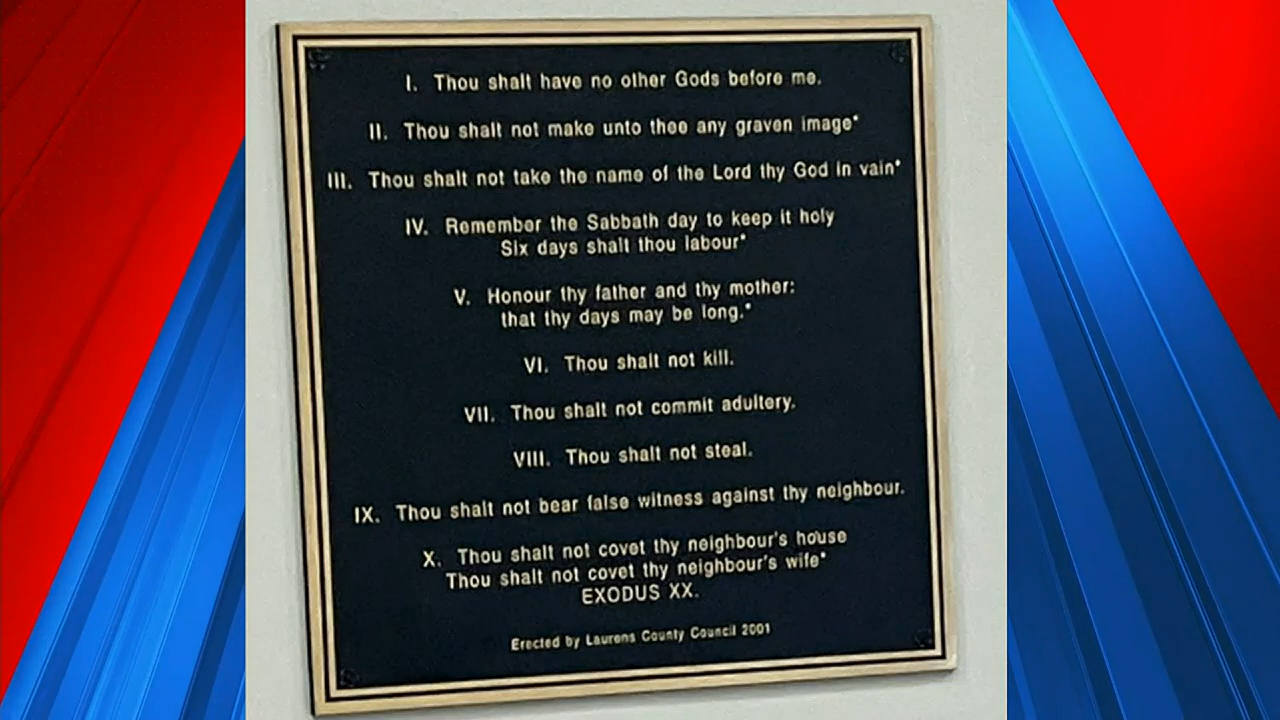 I. Thou shalt have no other Gods before me.
II. Thou shalt not make unto thee any graven image*
III. Thou shalt not take the name of the Lord thy God in vain*
IV. Remember the Sabbath day to keep it holy
Six days shalt thou labour*
V. Honour thy father and thy mother:
that thy days may be long.*
VI. Thou shalt not kill.
VII. Thou shalt not commit adultery.
VIII. Thou shalt not steal.
IX. Thou shalt not bear false witness against thy neighbour.
X. Thou shalt not covet thy neighbour's house
Thou shalt not covet thy neighbour's wife*
EXODUS XX.
Erected by Laurens County Council 2001